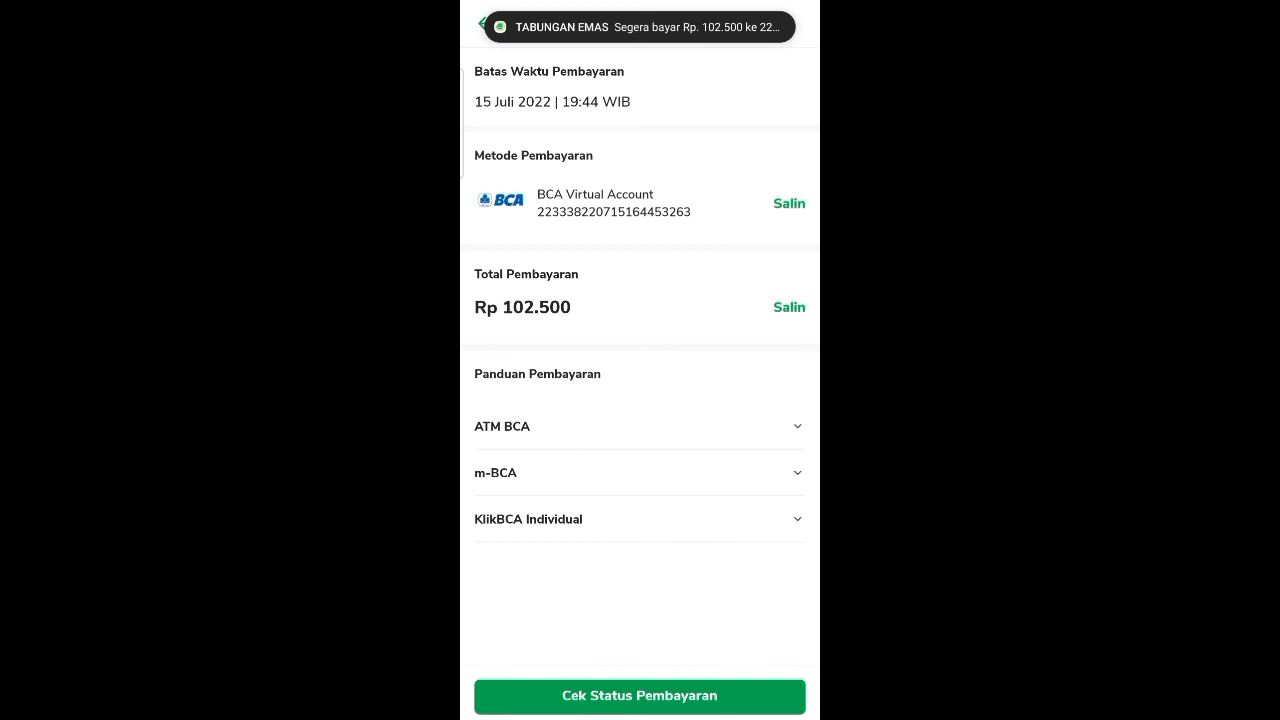 TABUNGAN EMAS Segera bayar Rp. 102.500 ke 22...
Batas Waktu Pembayaran
15 Juli 2022 | 19:44 WIB
Metode Pembayaran
BCA
BCA Virtual Account
223338220715164453263
Salin
Total Pembayaran
Rp 102.500
Salin
Panduan Pembayaran
ATM BCA
m-BCA
KlikBCA Individual
Cek Status Pembayaran